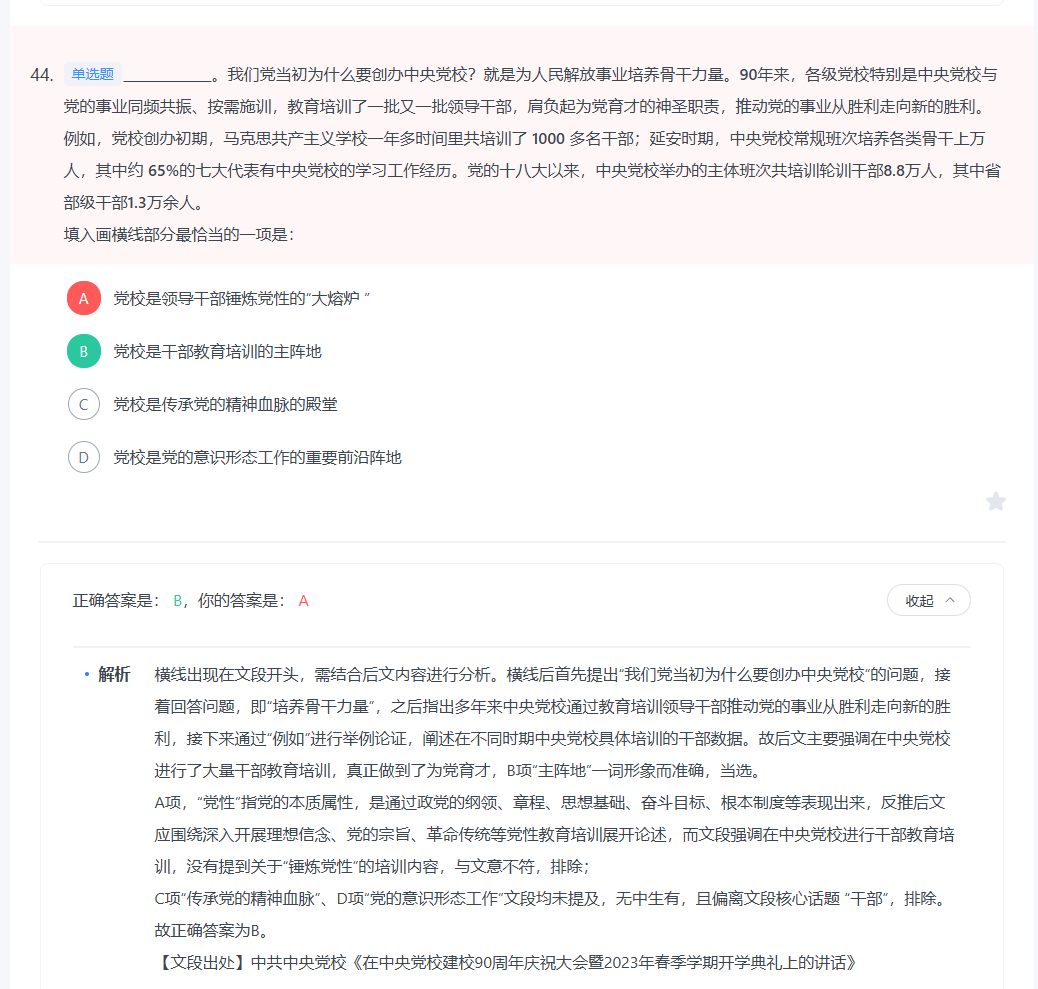 44. 单选题 ___________。我们党当初为什么要创办中央党校？就是为人民解放事业培养骨干力量。90年来，各级党校特别是中央党校与
党的事业同频共振、按需施训，教育培训了一批又一批领导干部，肩负起为党育才的神圣职责，推动党的事业从胜利走向新的胜利。
例如，党校创办初期，马克思共产主义学校一年多时间里共培训了 1000 多名干部；延安时期，中央党校常规班次培养各类骨干上万
人，其中约 65%的七大代表有中央党校的学习工作经历。党的十八大以来，中央党校举办的主体班次共培训轮训干部8.8万人，其中省
部级干部1.3万余人。
填入画横线部分最恰当的一项是：
A 党校是领导干部锤炼党性的“大熔炉 ”
B 党校是干部教育培训的主阵地
C 党校是传承党的精神血脉的殿堂
D 党校是党的意识形态工作的重要前沿阵地
正确答案是： B，你的答案是： A
收起
解析 横线出现在文段开头，需结合后文内容进行分析。横线后首先提出“我们党当初为什么要创办中央党校”的问题，接
着回答问题，即“培养骨干力量”，之后指出多年来中央党校通过教育培训领导干部推动党的事业从胜利走向新的胜
利，接下来通过“例如”进行举例论证，阐述在不同时期中央党校具体培训的干部数据。故后文主要强调在中央党校
进行了大量干部教育培训，真正做到了为党育才，B项“主阵地”一词形象而准确，当选。
A项，“党性”指党的本质属性，是通过政党的纲领、章程、思想基础、奋斗目标、根本制度等表现出来，反推后文
应围绕深入开展理想信念、党的宗旨、革命传统等党性教育培训展开论述，而文段强调在中央党校进行干部教育培
训，没有提到关于“锤炼党性”的培训内容，与文意不符，排除；
C项“传承党的精神血脉”、D项“党的意识形态工作”文段均未提及，无中生有，且偏离文段核心话题 “干部”，排除。
故正确答案为B。
【文段出处】中共中央党校《在中央党校建校90周年庆祝大会暨2023年春季学期开学典礼上的讲话》